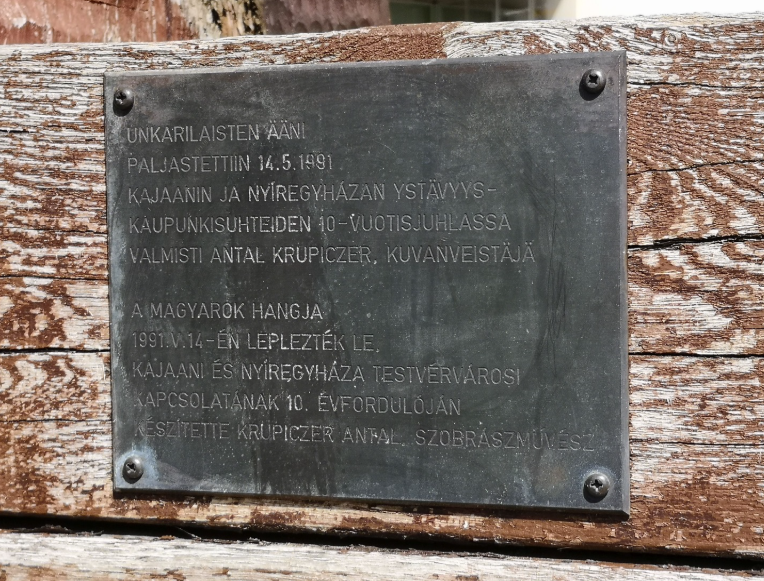 UNKARILAISTEN ÄÄNI
PALJASTETTIIN 14.5.1991
KAJAANIN JA NYÍREGYHÁZAN YSTÄVYYS-
KAUPUNKISUHTEIDEN 10-VUOTISJUHLASSA
VALMISTI ANTAL KRUPICZER, KUVANVEISTÄJÄ
A MAGYAROK HANGJA
1991.V.14-ÉN LEPLEZTÉK LE,
KAJAANI ÉS NYÍREGYHÁZA TESTVÉRVÁROSI
KAPCSOLATÁNAK 10. ÉVFORDULÓJÁN
KÉSZÍTETTE KRUPICZER ANTAL, SZOBRÁSZMŰVÉSZ